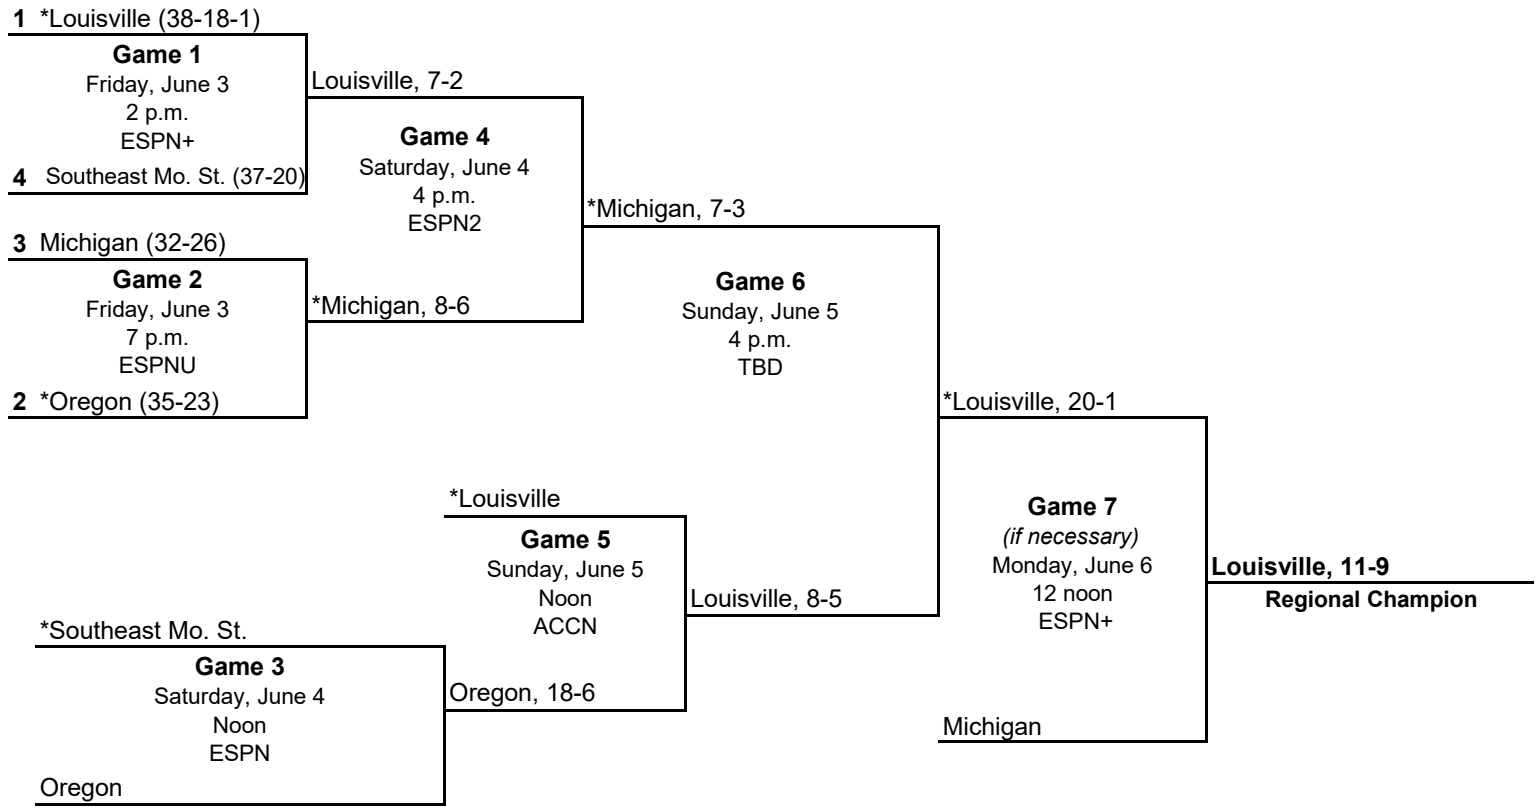 1 *Louisville (38-18-1)
Game 1
Friday, June 3
2 p.m.
ESPN+
4 Southeast Mo. St. (37-20)
Louisville, 7-2
Game 4
Saturday, June 4
4 p.m.
ESPN2
3 Michigan (32-26)
Game 2
Friday, June 3
7 p.m.
ESPNU
2 *Oregon (35-23)
*Michigan, 8-6
*Michigan, 7-3
Game 6
Sunday, June 5
4 p.m.
TBD
*Louisville, 20-1
*Louisville
Game 5
Sunday, June 5
Noon
ACCN
Louisville, 8-5
*Southeast Mo. St.
Game 3
Saturday, June 4
Noon
ESPN
Oregon
Oregon, 18-6
Game 7
(if necessary)
Monday, June 6
12 noon
ESPN+
Michigan
Louisville, 11-9
Regional Champion